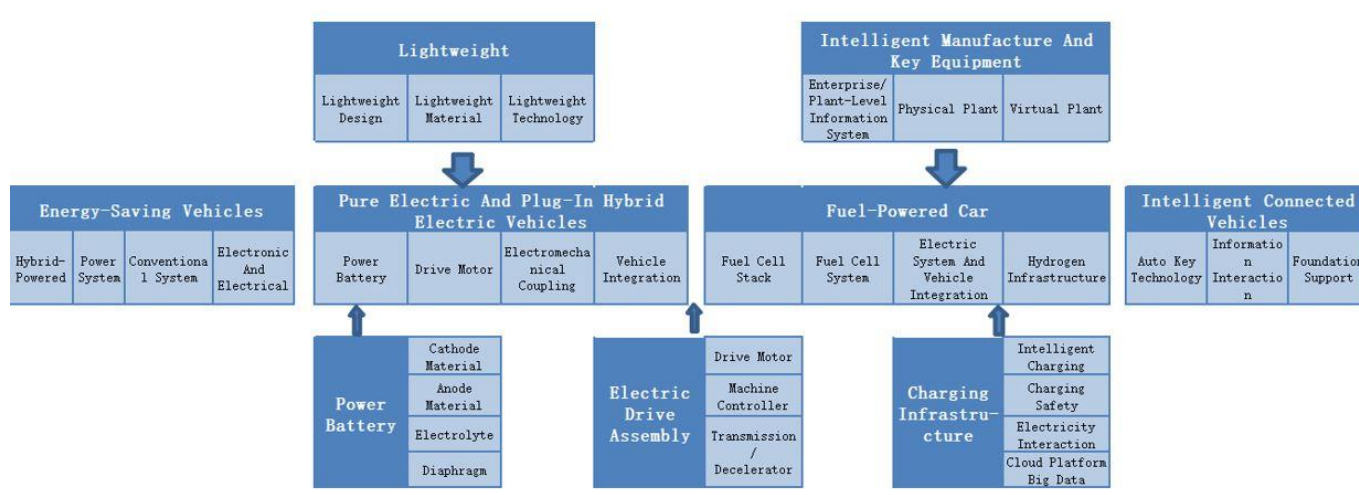 Lightweight
Lightweight
Design
Lightweight
Material
Lightweight
Technology
Intelligent Manufacture And
Key Equipment
Enterprise/
Plant-Level
Information
System
Physical Plant
Virtual Plant
Energy-Saving Vehicles
Hybrid-
Powered
Power
System
Conventiona
l System
Electronic
And
Electrical
Pure Electric And Plug-In Hybrid
Electric Vehicles
Power
Battery
Drive Motor
Electromecha
nical
Coupling
Vehicle
Integration
Fuel-Powered Car
Fuel Cell
Stack
Fuel Cell
System
Electric
System And
Vehicle
Integration
Hydrogen
Infrastructure
Intelligent Connected
Vehicles
Auto Key
Technology
Informatio
n
Interactio
n
Foundation
Support
Power
Battery
Cathode
Material
Anode
Material
Electrolyte
Diaphragm
Electric
Drive
Assembly
Drive Motor
Machine
Controller
Transmission
/
Decelerator
Charging
Infrastru-
cture
Intelligent
Charging
Charging
Safety
Electricity
Interaction
Cloud Platform
Big Data